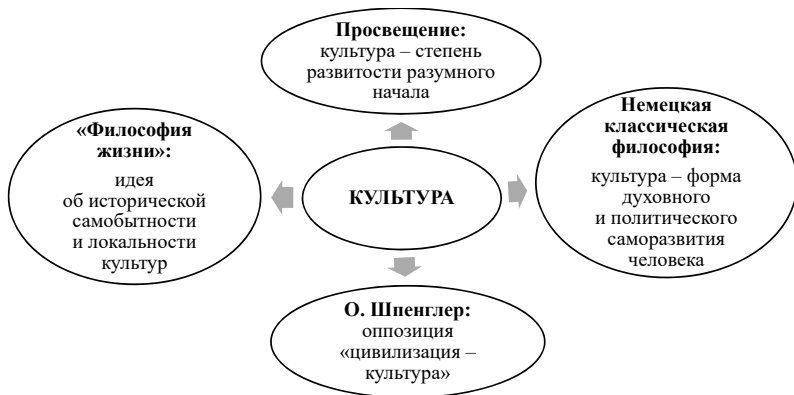 Просвещение:
культура – степень
развитости разумного
начала
«Философия
жизни»:
идея
об исторической
самобытности
и локальности
культур
КУЛЬТУРА
Немецкая
классическая
философия:
культура – форма
духовного
и политического
саморазвития
человека
О. Шпенглер:
оппозиция
«цивилизация –
культура»